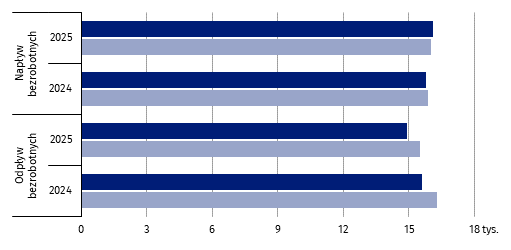 Napływ
bezrobotnych
2025
2024
Odpływ
bezrobotnych
2025
2024
0 3 6 9 12 15 18 tys.